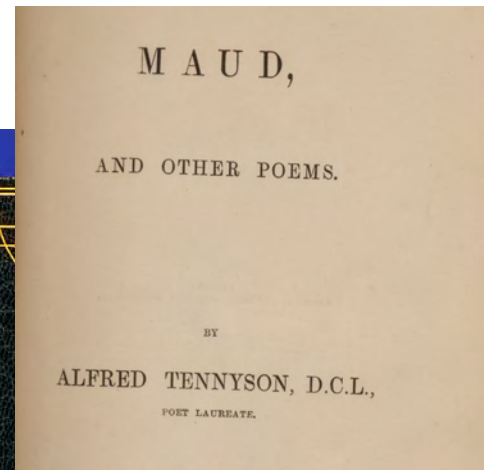 MAUD,
AND OTHER POEMS.
BY
ALFRED TENNYSON, D.C.L.,
POET LAUREATE.